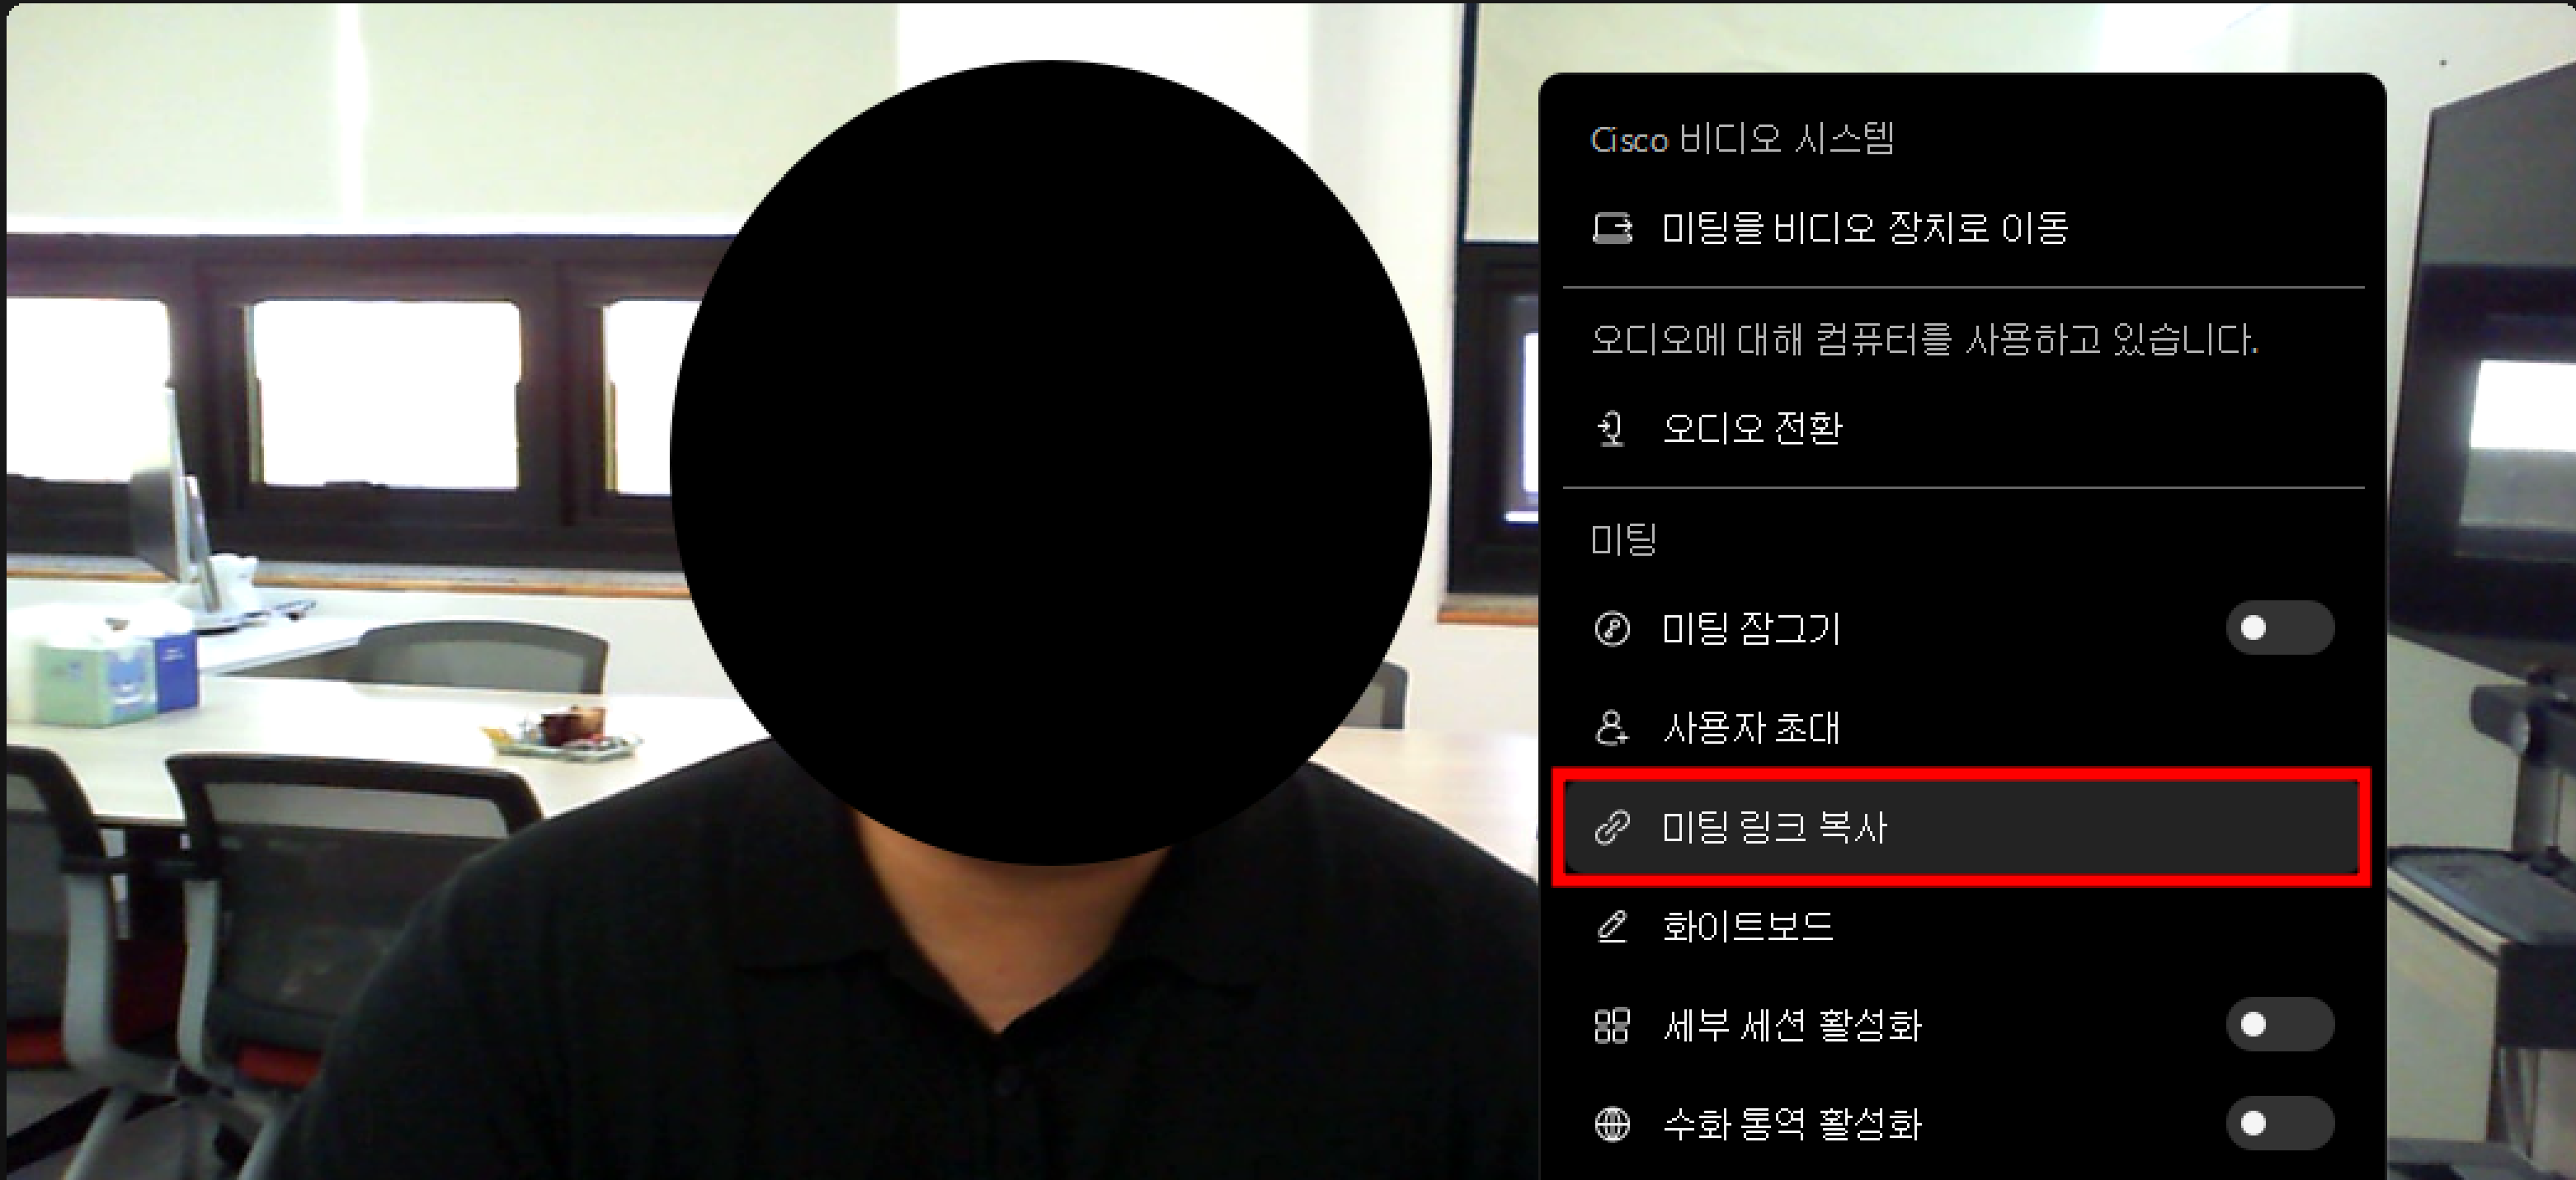 Cisco 비디오 시스템
미팅을 비디오 장치로 이동
오디오에 대해 컴퓨터를 사용하고 있습니다.
오디오 전환
미팅
미팅 잠그기
사용자 초대
미팅 링크 복사
화이트보드
세부 세션 활성화
수화 통역 활성화